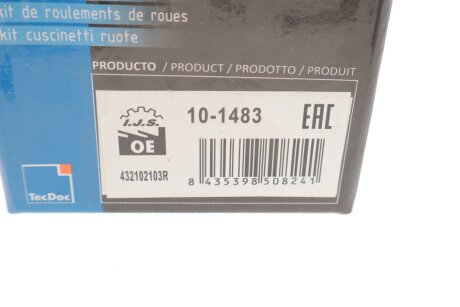 kit de roulements de roues
kit cuscinetti ruote
PRODUCTO / PRODUCT / PRODOTTO / PRODUIT
I.J.S.
OE
10-1483
EAC
432102103R
8 435398 508241
TecDoc